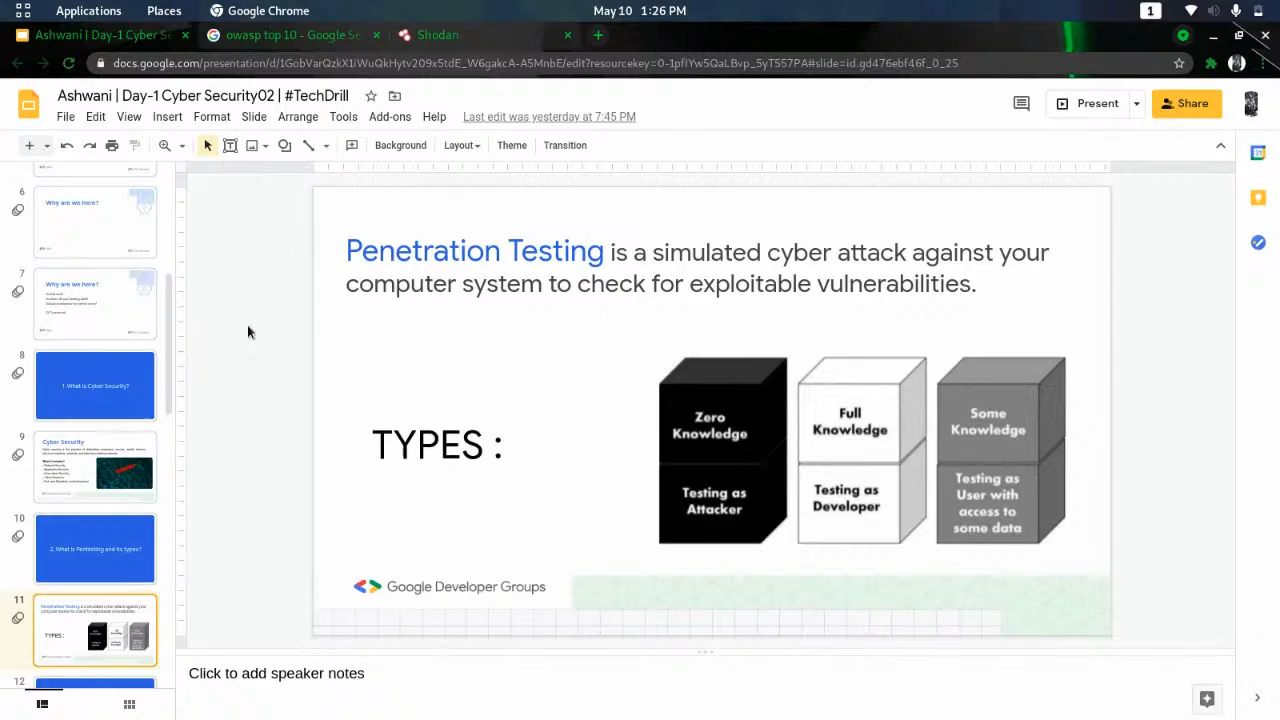 Applications Places Google Chrome May 10 1:26 PM 1
Ashwani | Day-1 Cyber Se × owasp top 10 - Google Se × Shodan × +
docs.google.com/presentation/d/1GobVarQzkX1iWuQkHytv209x5tdE_W6gakcA-A5MnbE/edit?resourcekey=0-1pfIYw5QaLBvp_5yT557PA#slide=id.gd476ebf46f_0_25
Ashwani | Day-1 Cyber Security02 | #TechDrill
Present
Share
File Edit View Insert Format Slide Arrange Tools Add-ons Help Last edit was yesterday at 7:45 PM
Background Layout Theme Transition
6
Why are we here?
7
Why are we here?
8
1. What is Cyber Security?
9
Cyber Security
10
2. What is Pentesting and its types?
11
TYPES :
12
Penetration Testing is a simulated cyber attack against your
computer system to check for exploitable vulnerabilities.
TYPES :
Zero
Knowledge
Testing as
Attacker
Full
Knowledge
Testing as
Developer
Some
Knowledge
Testing as
User with
access to
some data
Google Developer Groups
Click to add speaker notes